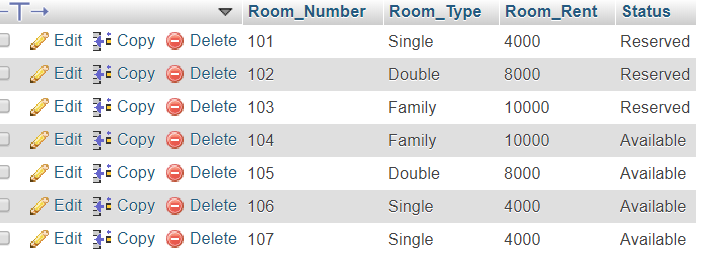 Room_Number Room_Type Room_Rent Status
Edit Copy Delete 101 Single 4000 Reserved
Edit Copy Delete 102 Double 8000 Reserved
Edit Copy Delete 103 Family 10000 Reserved
Edit Copy Delete 104 Family 10000 Available
Edit Copy Delete 105 Double 8000 Available
Edit Copy Delete 106 Single 4000 Available
Edit Copy Delete 107 Single 4000 Available